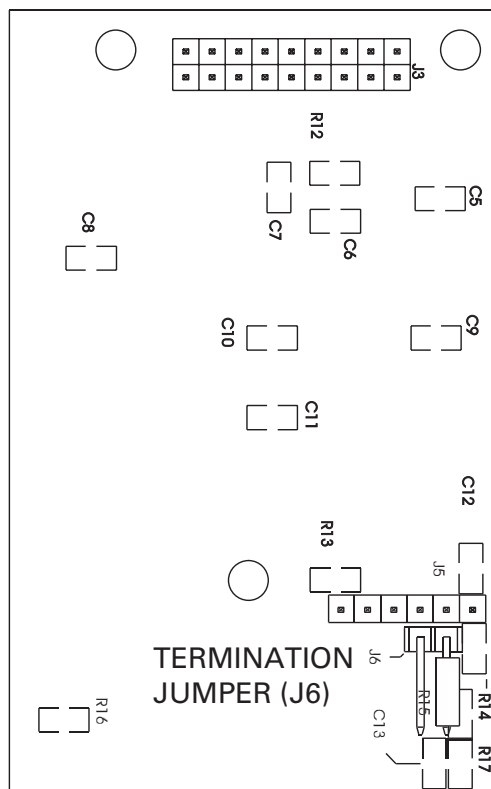 J3
R12
C5
C7
C6
C8
C10
C9
C11
C12
R13
J5
J6
TERMINATION
JUMPER (J6)
R16
R15
R14
C13
R17